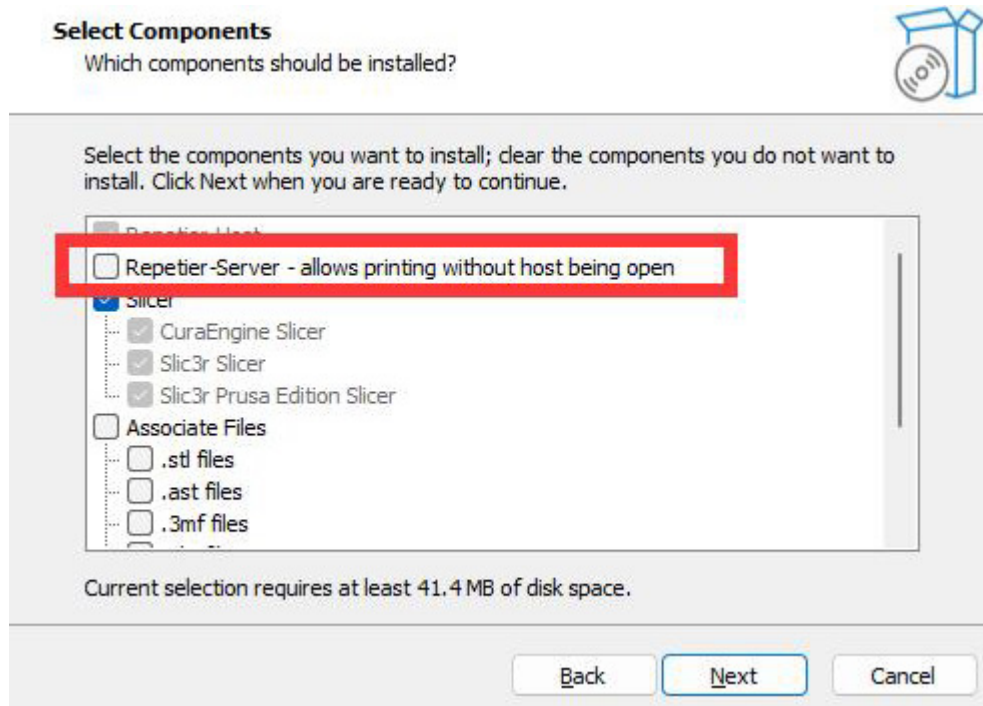 Select Components
Which components should be installed?
Select the components you want to install; clear the components you do not want to
install. Click Next when you are ready to continue.
Repetier-Host
Repetier-Server - allows printing without host being open
Slicer
CuraEngine Slicer
Slic3r Slicer
Slic3r Prusa Edition Slicer
Associate Files
.stl files
.ast files
.3mf files
Current selection requires at least 41.4 MB of disk space.
Back
Next
Cancel